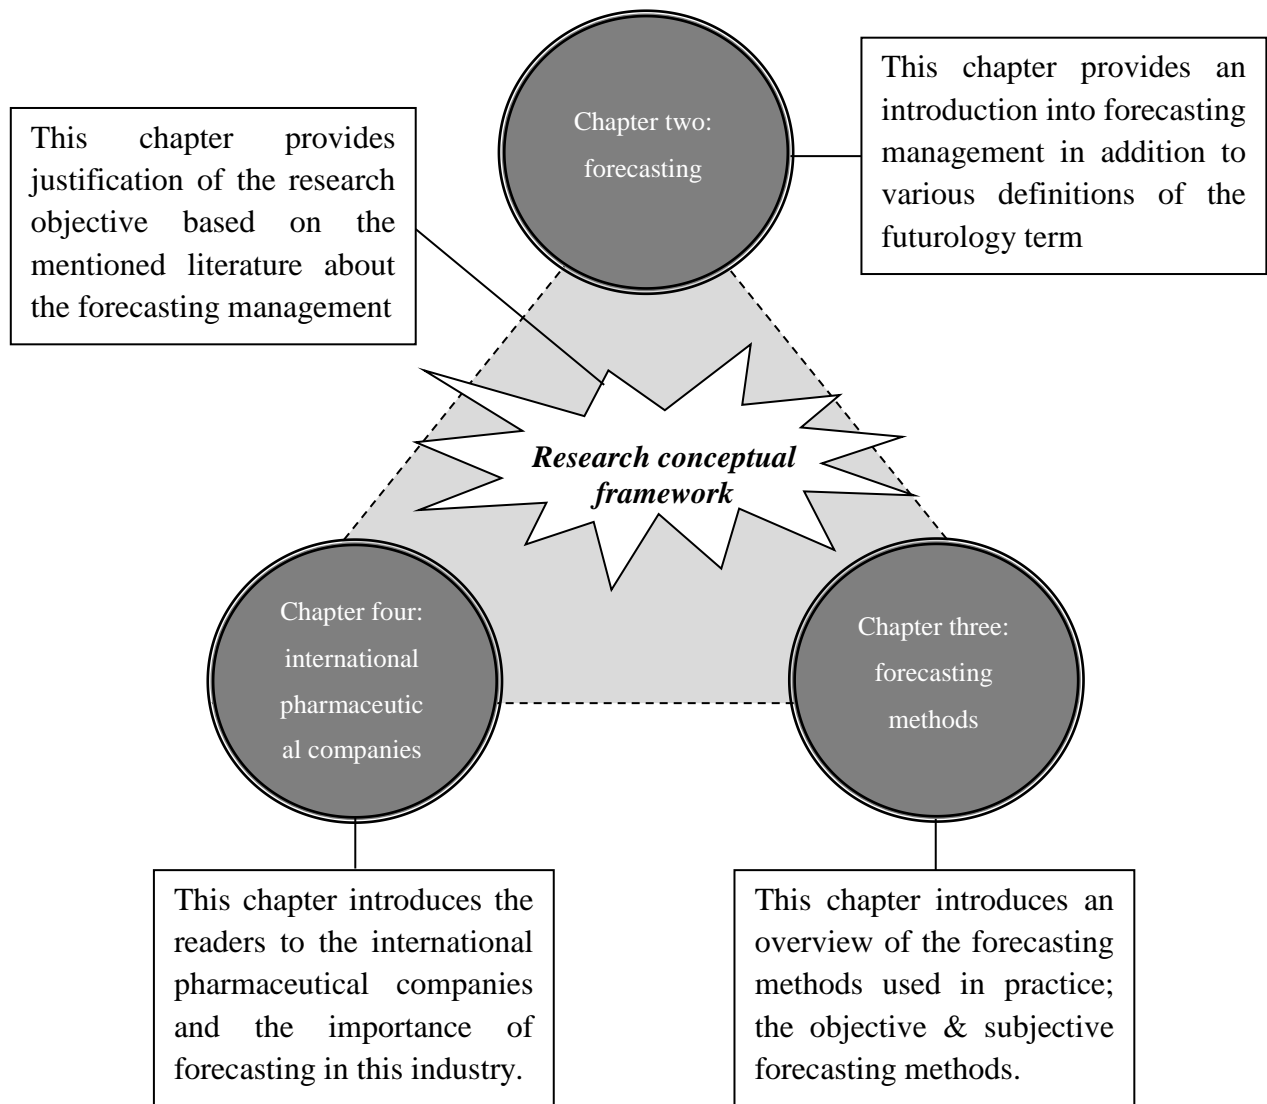 Chapter two:
forecasting
This chapter provides an
introduction into forecasting
management in addition to
various definitions of the
futurology term
This chapter provides
justification of the research
objective based on the
mentioned literature about
the forecasting management
Research conceptual
framework
Chapter four:
international
pharmaceutic
al companies
Chapter three:
forecasting
methods
This chapter introduces the
readers to the international
pharmaceutical companies
and the importance of
forecasting in this industry.
This chapter introduces an
overview of the forecasting
methods used in practice;
the objective & subjective
forecasting methods.